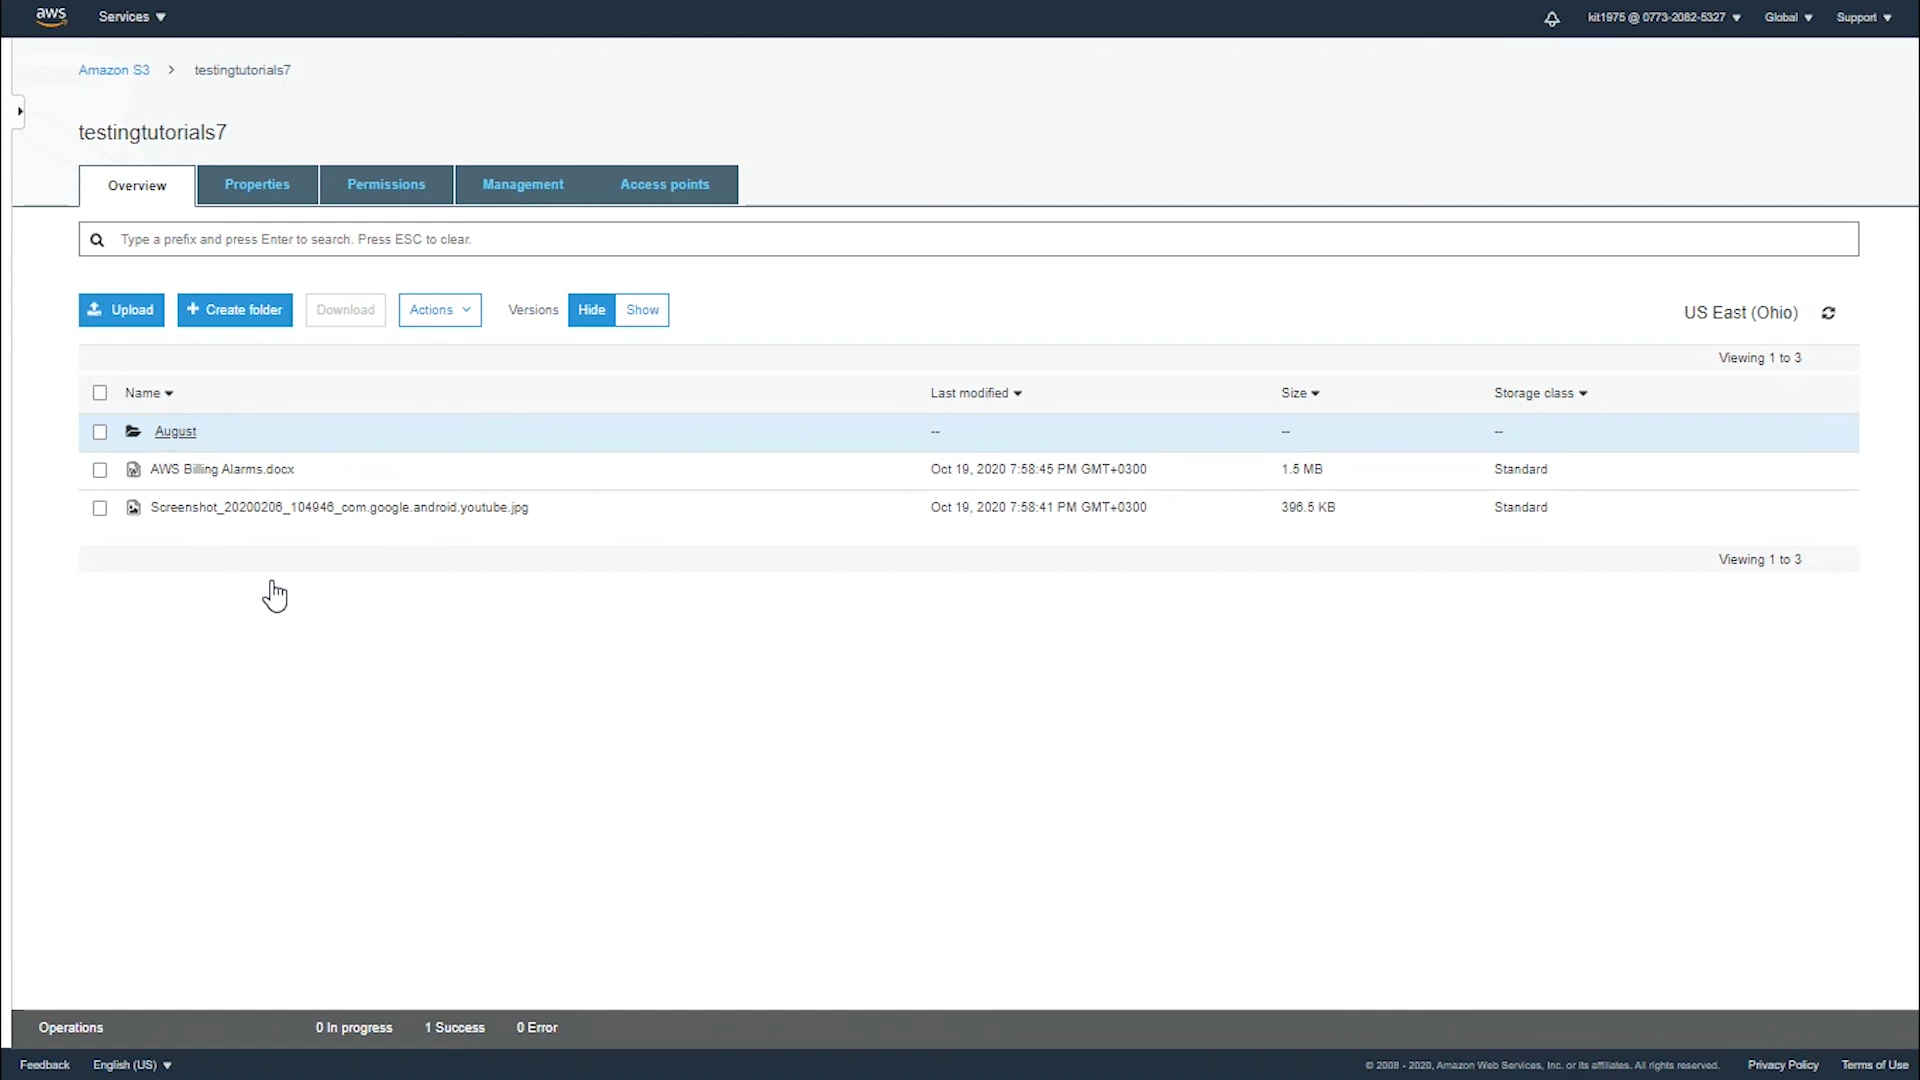 aws Services kit1975 @ 0773-2082-5327 Global Support
Amazon S3 > testingtutorials7
testingtutorials7
Overview Properties Permissions Management Access points
Type a prefix and press Enter to search. Press ESC to clear.
Upload + Create folder Download Actions Versions Hide Show US East (Ohio)
Viewing 1 to 3
Name Last modified Size Storage class
August -- -- --
AWS Billing Alarms.docx Oct 19, 2020 7:58:45 PM GMT+0300 1.5 MB Standard
Screenshot_20200206_104946_com.google.android.youtube.jpg Oct 19, 2020 7:58:41 PM GMT+0300 396.5 KB Standard
Viewing 1 to 3
Operations 0 In progress 1 Success 0 Error
Feedback English (US) © 2008 - 2020, Amazon Web Services, Inc. or its affiliates. All rights reserved. Privacy Policy Terms of Use